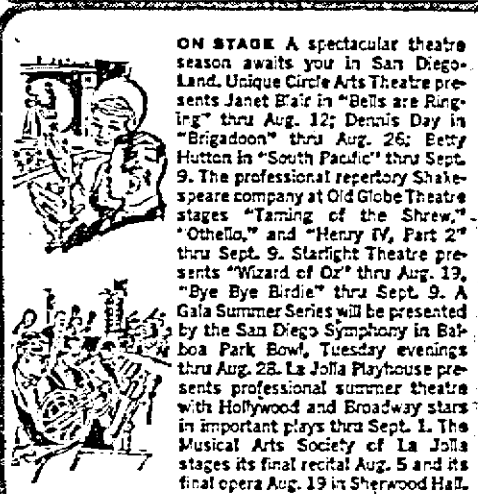 ON STAGE A spectacular theatre
season awaits you in San Diego-
Land. Unique Circle Arts Theatre pre-
sents Janet Blair in "Bells are Ring-
ing" thru Aug. 12; Dennis Day in
"Brigadoon" thru Aug. 26; Betty
Hutton in "South Pacific" thru Sept.
9. The professional repertory Shake-
speare company at Old Globe Theatre
stages "Taming of the Shrew,"
"Othello," and "Henry IV, Part 2"
thru Sept. 9. Starlight Theatre pre-
sents "Wizard of Oz" thru Aug. 19,
"Bye Bye Birdie" thru Sept. 9. A
Gala Summer Series will be presented
by the San Diego Symphony in Bal-
boa Park Bowl, Tuesday evenings
thru Aug. 28. La Jolla Playhouse pre-
sents professional summer theatre
with Hollywood and Broadway stars
in important plays thru Sept. 1. The
Musical Arts Society of La Jolla
stages its final recital Aug. 5 and its
final opera Aug. 19 in Sherwood Hall.